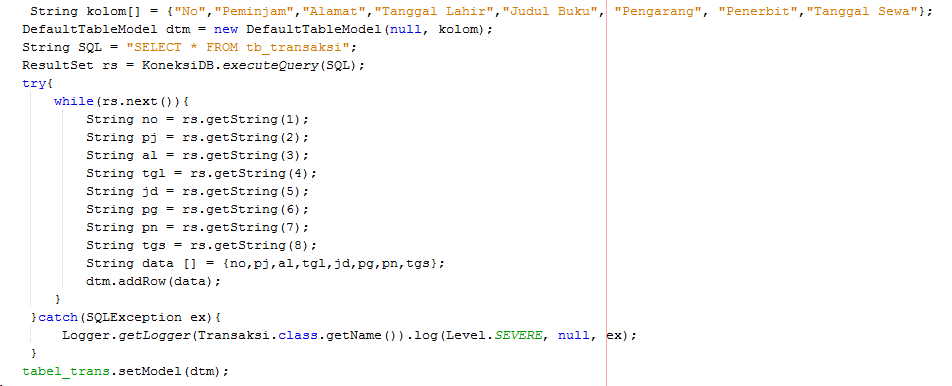 String kolom[] = {"No","Peminjam","Alamat","Tanggal Lahir","Judul Buku", "Pengarang", "Penerbit","Tanggal Sewa"};
DefaultTableModel dtm = new DefaultTableModel(null, kolom);
String SQL = "SELECT * FROM tb_transaksi";
ResultSet rs = KoneksiDB.executeQuery(SQL);
try{
while(rs.next()){
String no = rs.getString(1);
String pj = rs.getString(2);
String al = rs.getString(3);
String tgl = rs.getString(4);
String jd = rs.getString(5);
String pg = rs.getString(6);
String pn = rs.getString(7);
String tgs = rs.getString(8);
String data [] = {no,pj,al,tgl,jd,pg,pn,tgs};
dtm.addRow(data);
}
}catch(SQLException ex){
Logger.getLogger(Transaksi.class.getName()).log(Level.SEVERE, null, ex);
}
tabel_trans.setModel(dtm);